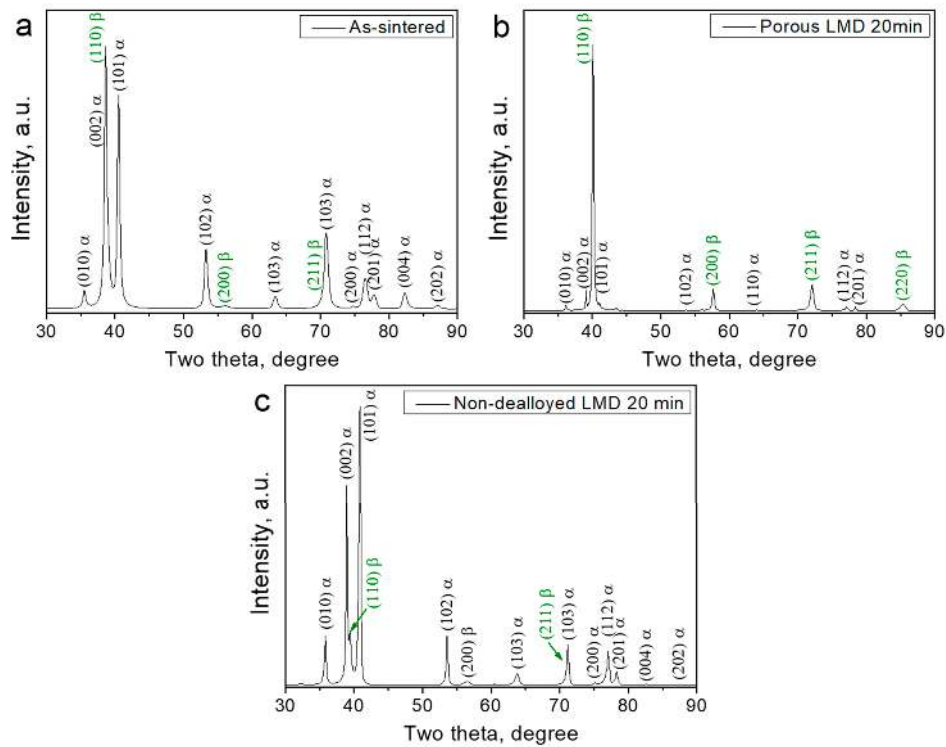 a
As-sintered
Intensity, a.u.
(010) α
(002) α
(110) β
(101) α
(102) α
(200) β
(103) α
(211) β
(103) α
(200) α
(112) α
(201) α
(004) α
(202) α
30 40 50 60 70 80 90
Two theta, degree
b
Porous LMD 20min
Intensity, a.u.
(010) α
(002) α
(110) β
(101) α
(102) α
(200) β
(110) α
(211) β
(112) α
(201) α
(220) β
30 40 50 60 70 80 90
Two theta, degree
c
Non-dealloyed LMD 20 min
Intensity, a.u.
(010) α
(002) α
(110) β
(101) α
(102) α
(200) β
(103) α
(211) β
(103) α
(200) α
(112) α
(201) α
(004) α
(202) α
30 40 50 60 70 80 90
Two theta, degree